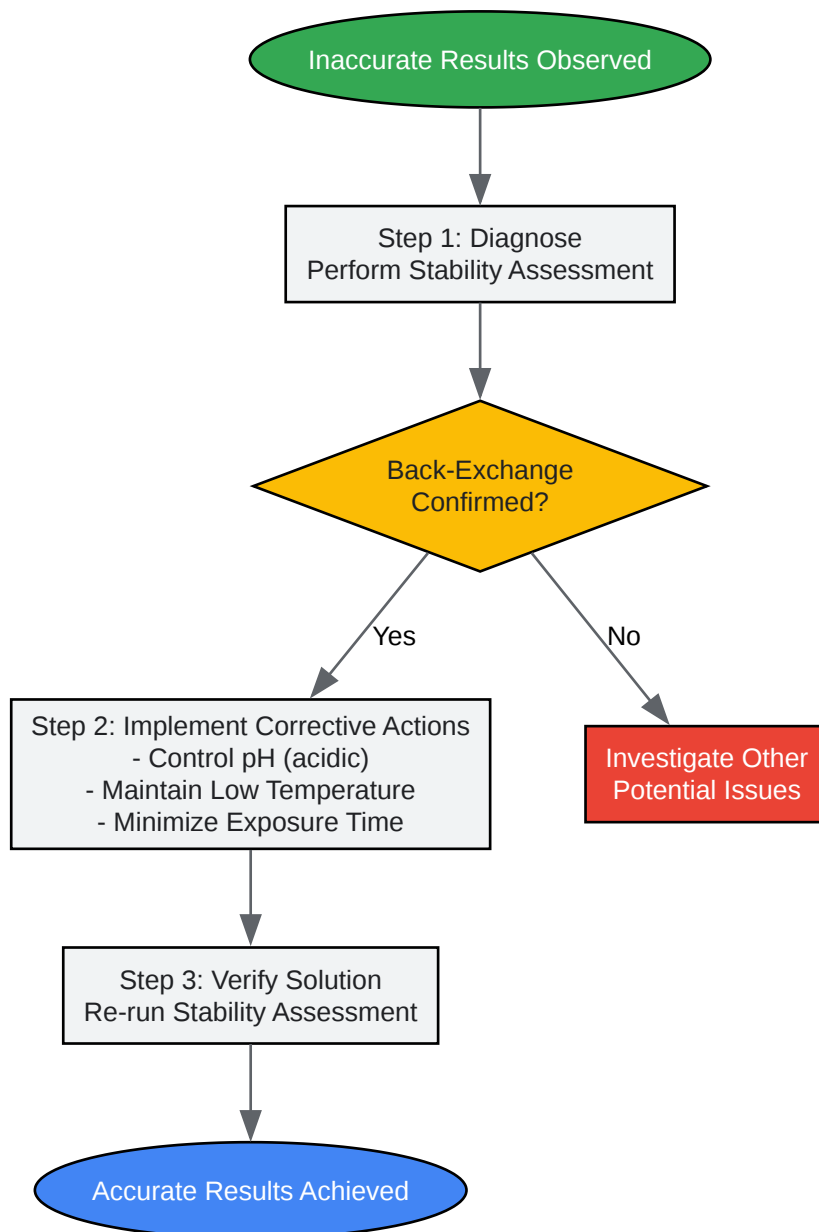 Inaccurate Results Observed
Step 1: Diagnose
Perform Stability Assessment
Back-Exchange
Confirmed?
Yes
No
Step 2: Implement Corrective Actions
- Control pH (acidic)
- Maintain Low Temperature
- Minimize Exposure Time
Investigate Other
Potential Issues
Step 3: Verify Solution
Re-run Stability Assessment
Accurate Results Achieved